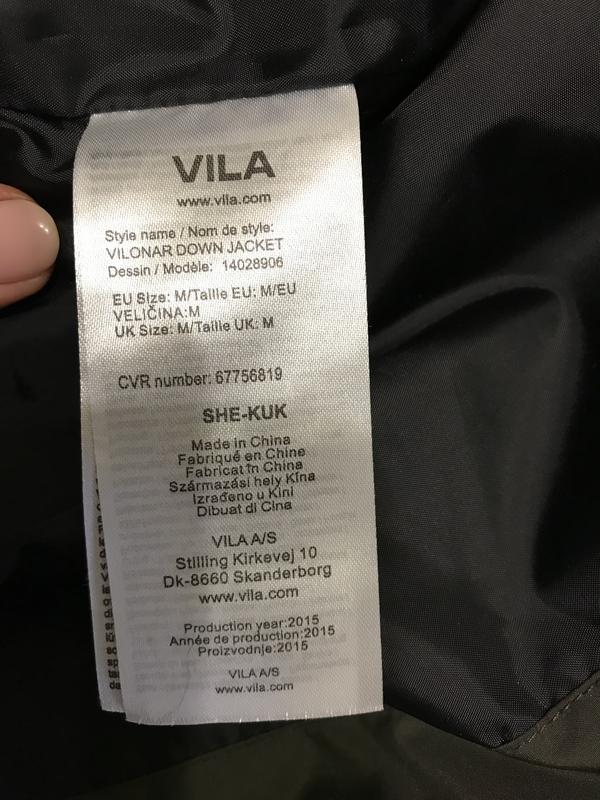 VILA
www.vila.com
Style name / Nom de style:
VILONAR DOWN JACKET
Dessin / Modèle: 14028906
EU Size: M/Taille EU: M/EU
VELIČINA:M
UK Size: M/Taille UK: M
CVR number: 67756819
SHE-KUK
Made in China
Fabriqué en Chine
Fabricat în China
Származási hely Kína
Izrađeno u Kini
Dibuat di Cina
VILA A/S
Stilling Kirkevej 10
Dk-8660 Skanderborg
www.vila.com
Production year:2015
Année de production:2015
Proizvodnje:2015
VILA A/S
www.vila.com